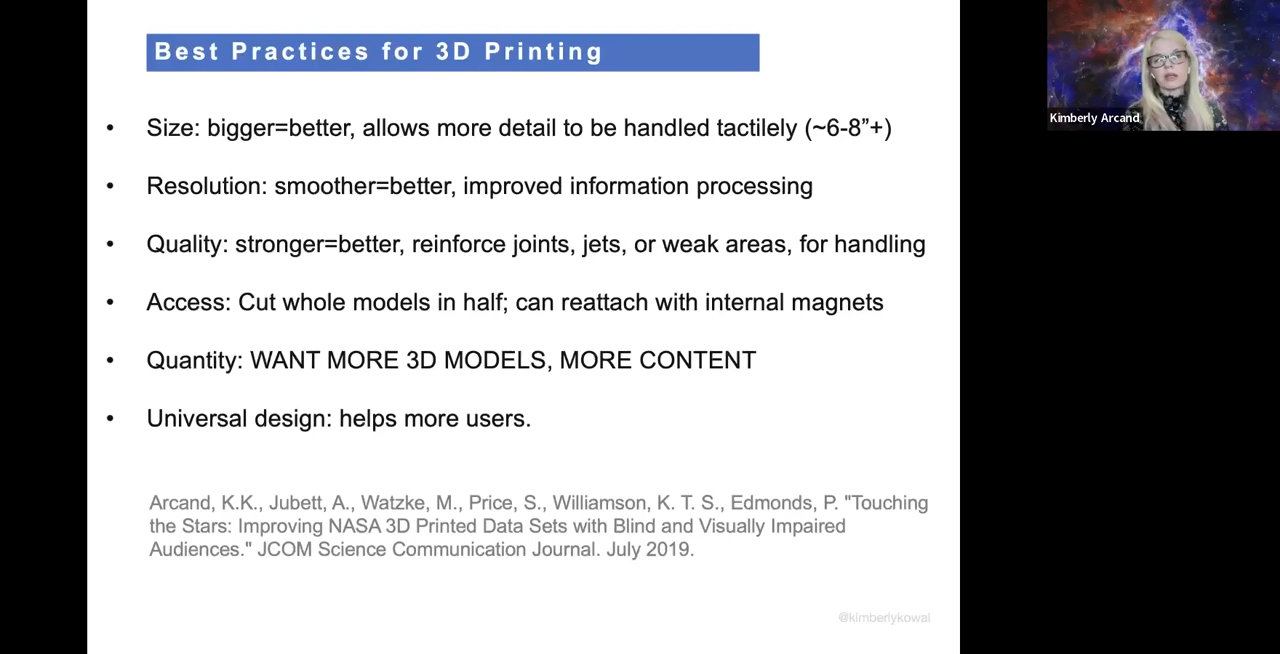 Best Practices for 3D Printing
• Size: bigger=better, allows more detail to be handled tactilely (~6-8”+)
• Resolution: smoother=better, improved information processing
• Quality: stronger=better, reinforce joints, jets, or weak areas, for handling
• Access: Cut whole models in half; can reattach with internal magnets
• Quantity: WANT MORE 3D MODELS, MORE CONTENT
• Universal design: helps more users.
Arcand, K.K., Jubett, A., Watzke, M., Price, S., Williamson, K. T. S., Edmonds, P. "Touching
the Stars: Improving NASA 3D Printed Data Sets with Blind and Visually Impaired
Audiences." JCOM Science Communication Journal. July 2019.
@kimberlykowal
Kimberly Arcand